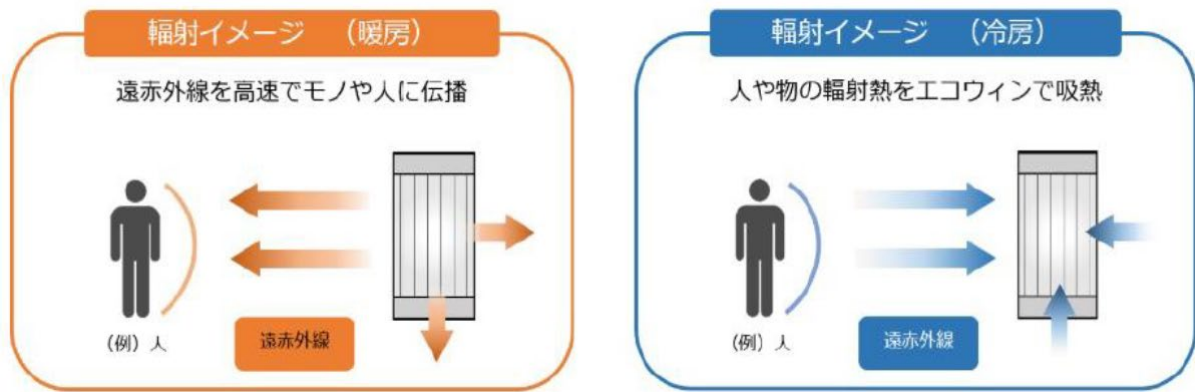 輻射イメージ （暖房）
遠赤外線を高速でモノや人に伝播
（例）人
遠赤外線
輻射イメージ （冷房）
人や物の輻射熱をエコウィンで吸熱
（例）人
遠赤外線